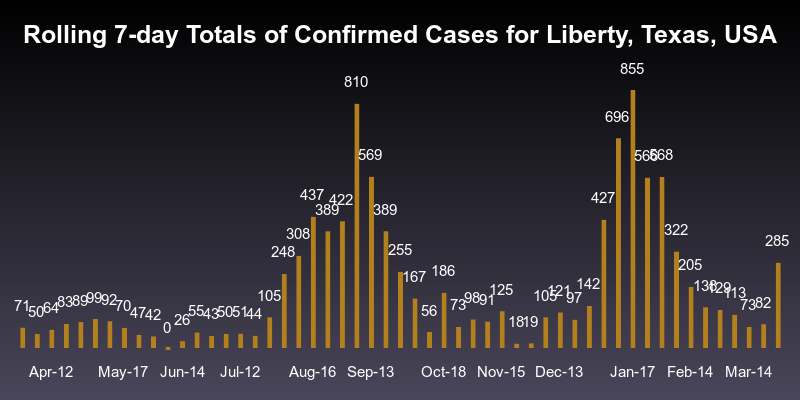 Rolling 7-day Totals of Confirmed Cases for Liberty, Texas, USA
71 50 64 83 89 99 92 70 47 42 0 26 55 43 50 51 44 105 248 308 437 389 422 810 569 389 255 167 56 186 73 98 91 125 18 19 105 121 97 142 427 696 855 566 568 322 205 138 129 113 73 82 285
Apr-12 May-17 Jun-14 Jul-12 Aug-16 Sep-13 Oct-18 Nov-15 Dec-13 Jan-17 Feb-14 Mar-14